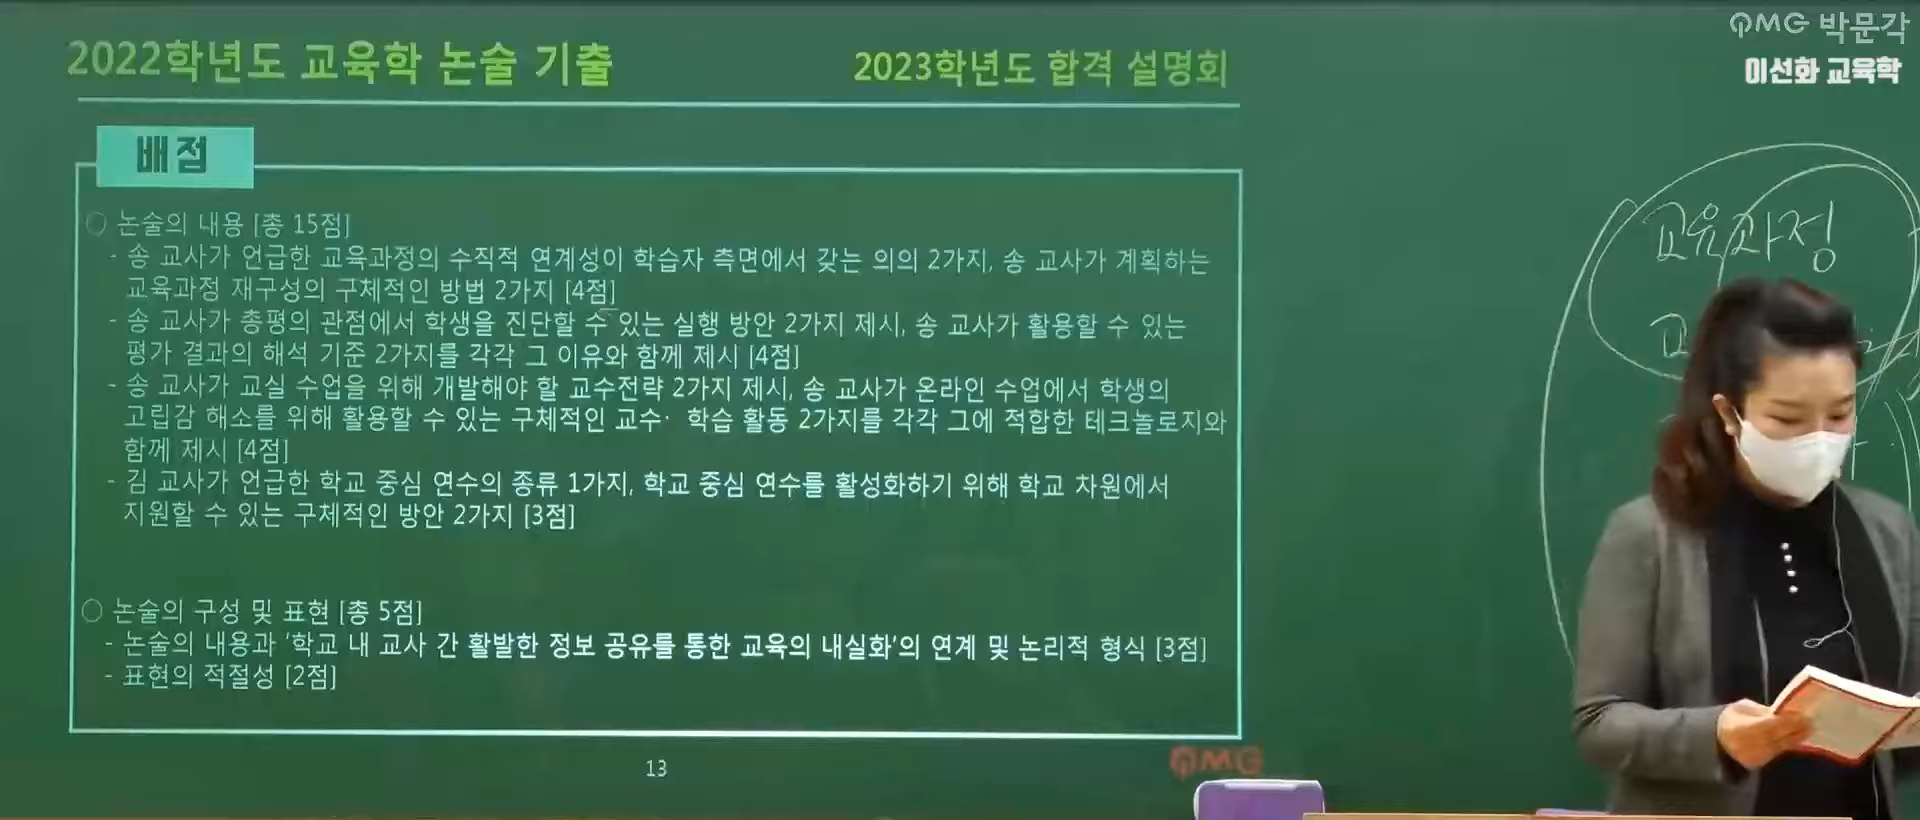 PMG 박문각
이선화 교육학
2022학년도 교육학 논술 기출
2023학년도 합격 설명회
배점
○ 논술의 내용 [총 15점]
- 송 교사가 언급한 교육과정의 수직적 연계성이 학습자 측면에서 갖는 의의 2가지, 송 교사가 계획하는
교육과정 재구성의 구체적인 방법 2가지 [4점]
- 송 교사가 총평의 관점에서 학생을 진단할 수 있는 실행 방안 2가지 제시, 송 교사가 활용할 수 있는
평가 결과의 해석 기준 2가지를 각각 그 이유와 함께 제시 [4점]
- 송 교사가 교실 수업을 위해 개발해야 할 교수전략 2가지 제시, 송 교사가 온라인 수업에서 학생의
고립감 해소를 위해 활용할 수 있는 구체적인 교수· 학습 활동 2가지를 각각 그에 적합한 테크놀로지와
함께 제시 [4점]
- 김 교사가 언급한 학교 중심 연수의 종류 1가지, 학교 중심 연수를 활성화하기 위해 학교 차원에서
지원할 수 있는 구체적인 방안 2가지 [3점]
○ 논술의 구성 및 표현 [총 5점]
- 논술의 내용과 '학교 내 교사 간 활발한 정보 공유를 통한 교육의 내실화'의 연계 및 논리적 형식 [3점]
- 표현의 적절성 [2점]
13
PMG
교육과정